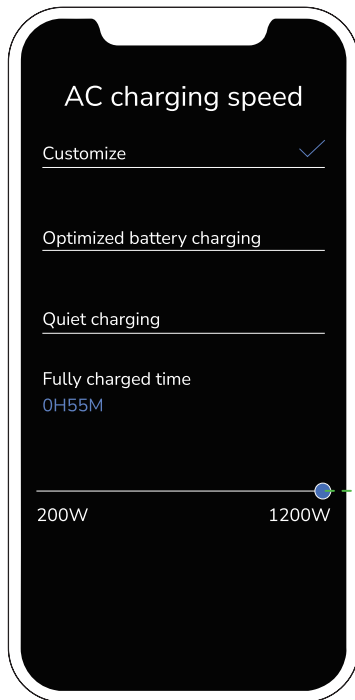 AC charging speed
Customize
Optimized battery charging
Quiet charging
Fully charged time
0H55M
200W 1200W